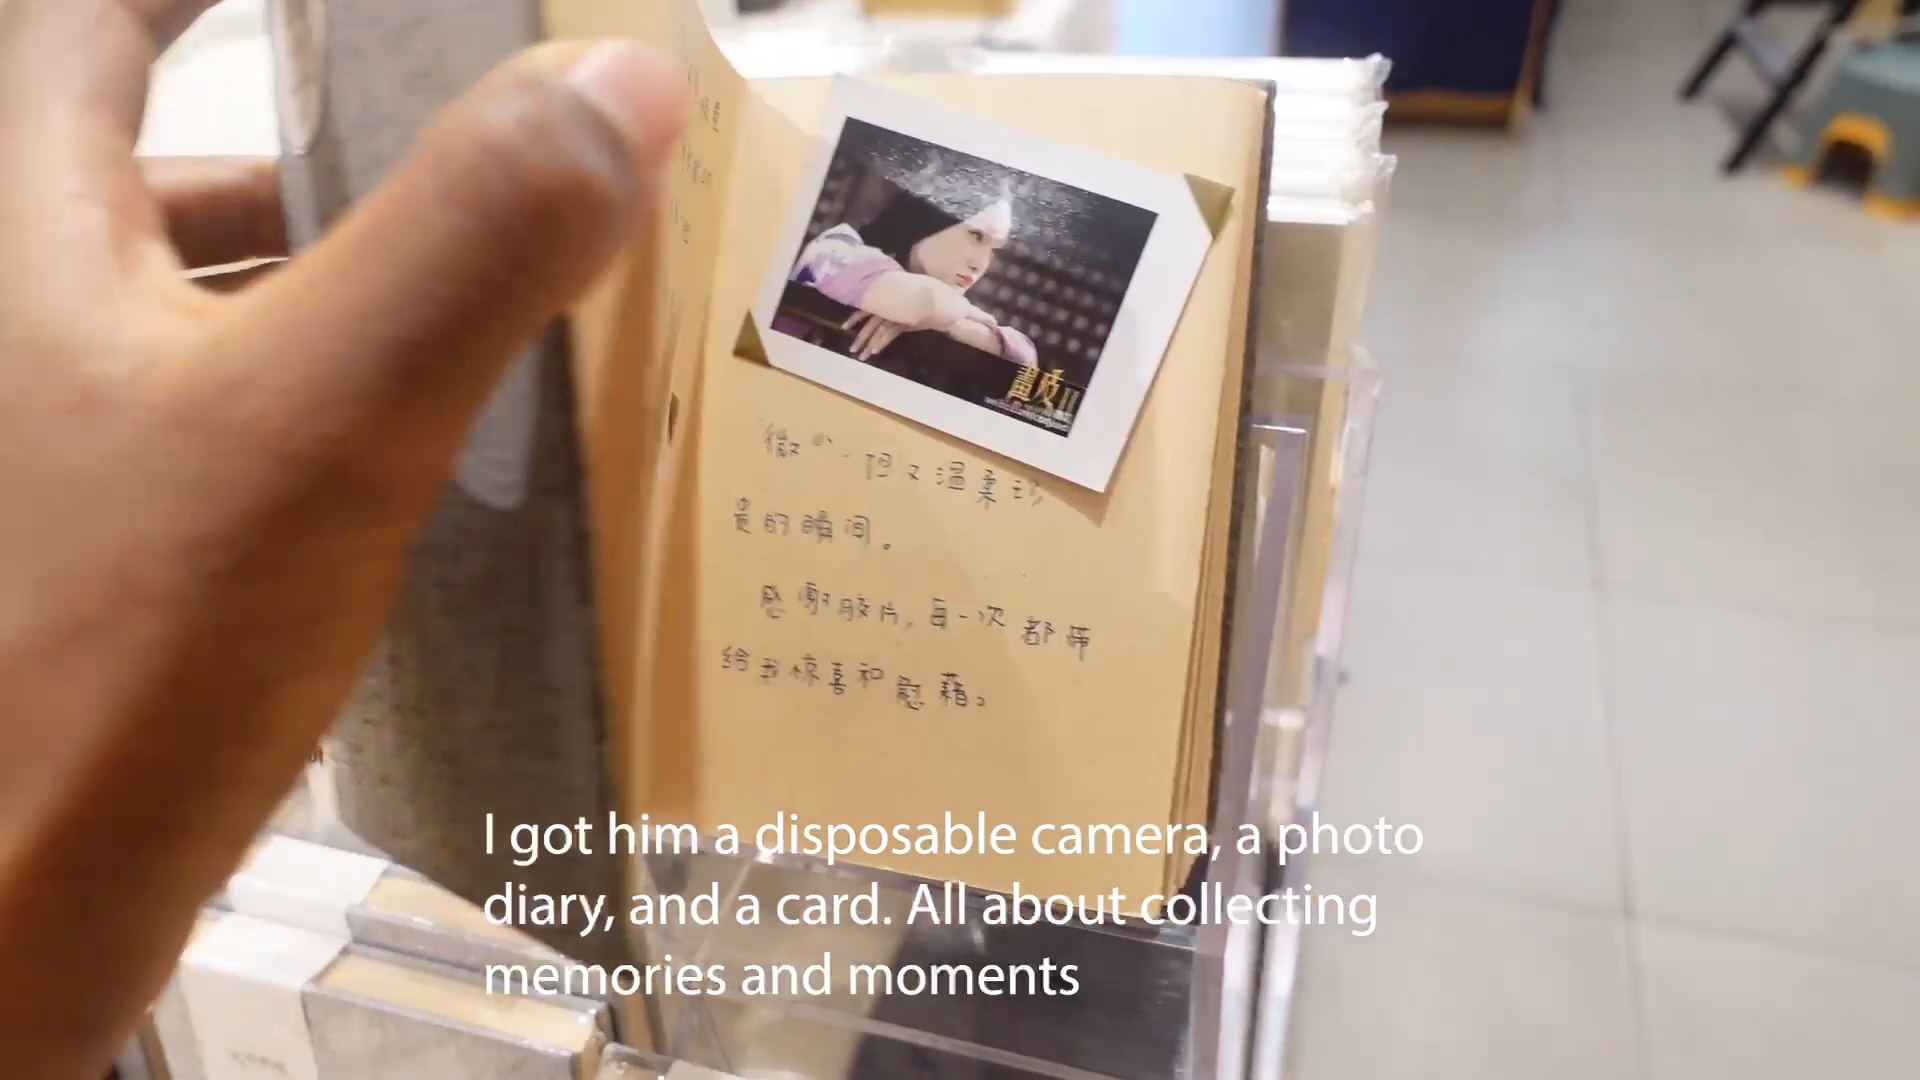 畫皮II
微小、但又温柔珍
贵的瞬间。
感谢胶片，每一次都带
给我惊喜和慰藉。
I got him a disposable camera, a photo
diary, and a card. All about collecting
memories and moments